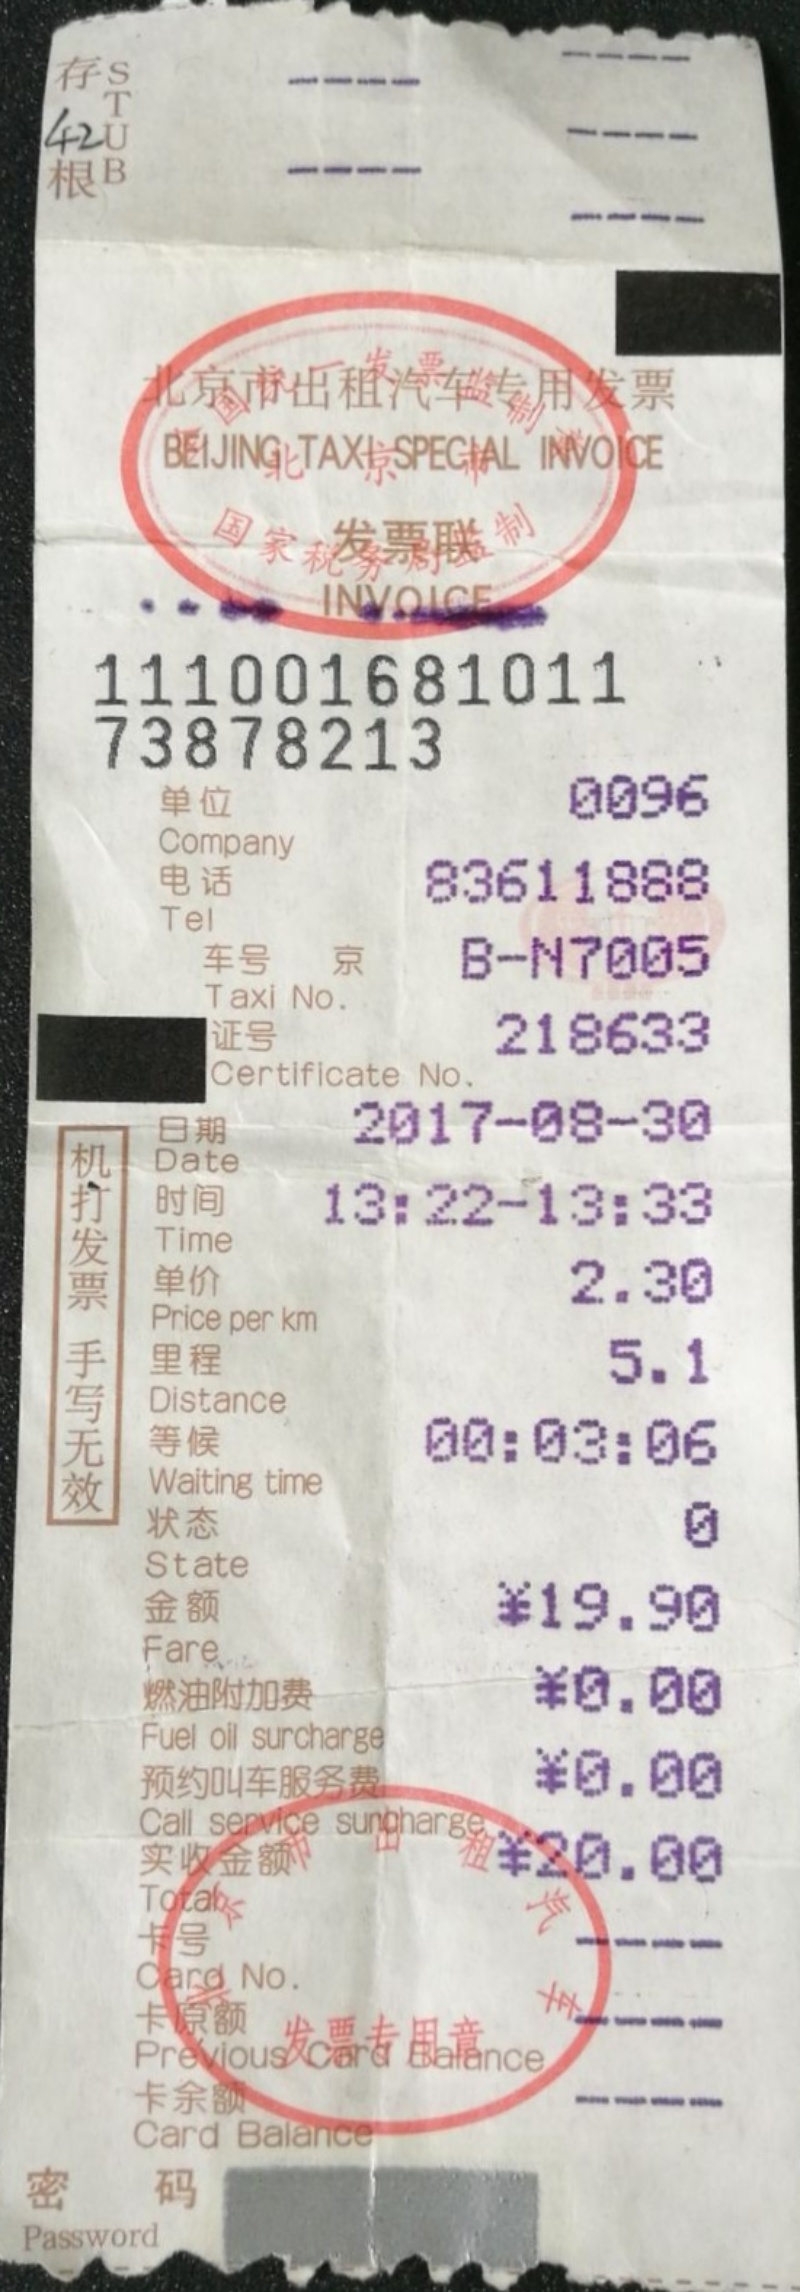 存 STUB
42
根
---- ----
----
---- ----
北京市出租汽车专用发票
BEIJING TAXI SPECIAL INVOICE
全国统一发票监制章
北京市
国家税务局监制
发票联
INVOICE
111001681011
73878213
单位 0096
Company
电话 83611888
Tel
车号 京 B-N7005
Taxi No.
证号 218633
Certificate No.
日期 2017-08-30
Date
时间 13:22-13:33
Time
单价 2.30
Price per km
里程 5.1
Distance
等候 00:03:06
Waiting time
状态 0
State
金额 ¥19.90
Fare
燃油附加费 ¥0.00
Fuel oil surcharge
预约叫车服务费 ¥0.00
Call service surcharge
实收金额 ¥20.00
Total
卡号 ----
Card No.
卡原额 ----
Previous Card Balance
卡余额 ----
Card Balance
机打发票 手写无效
北京市出租汽车
发票专用章
密 码
Password